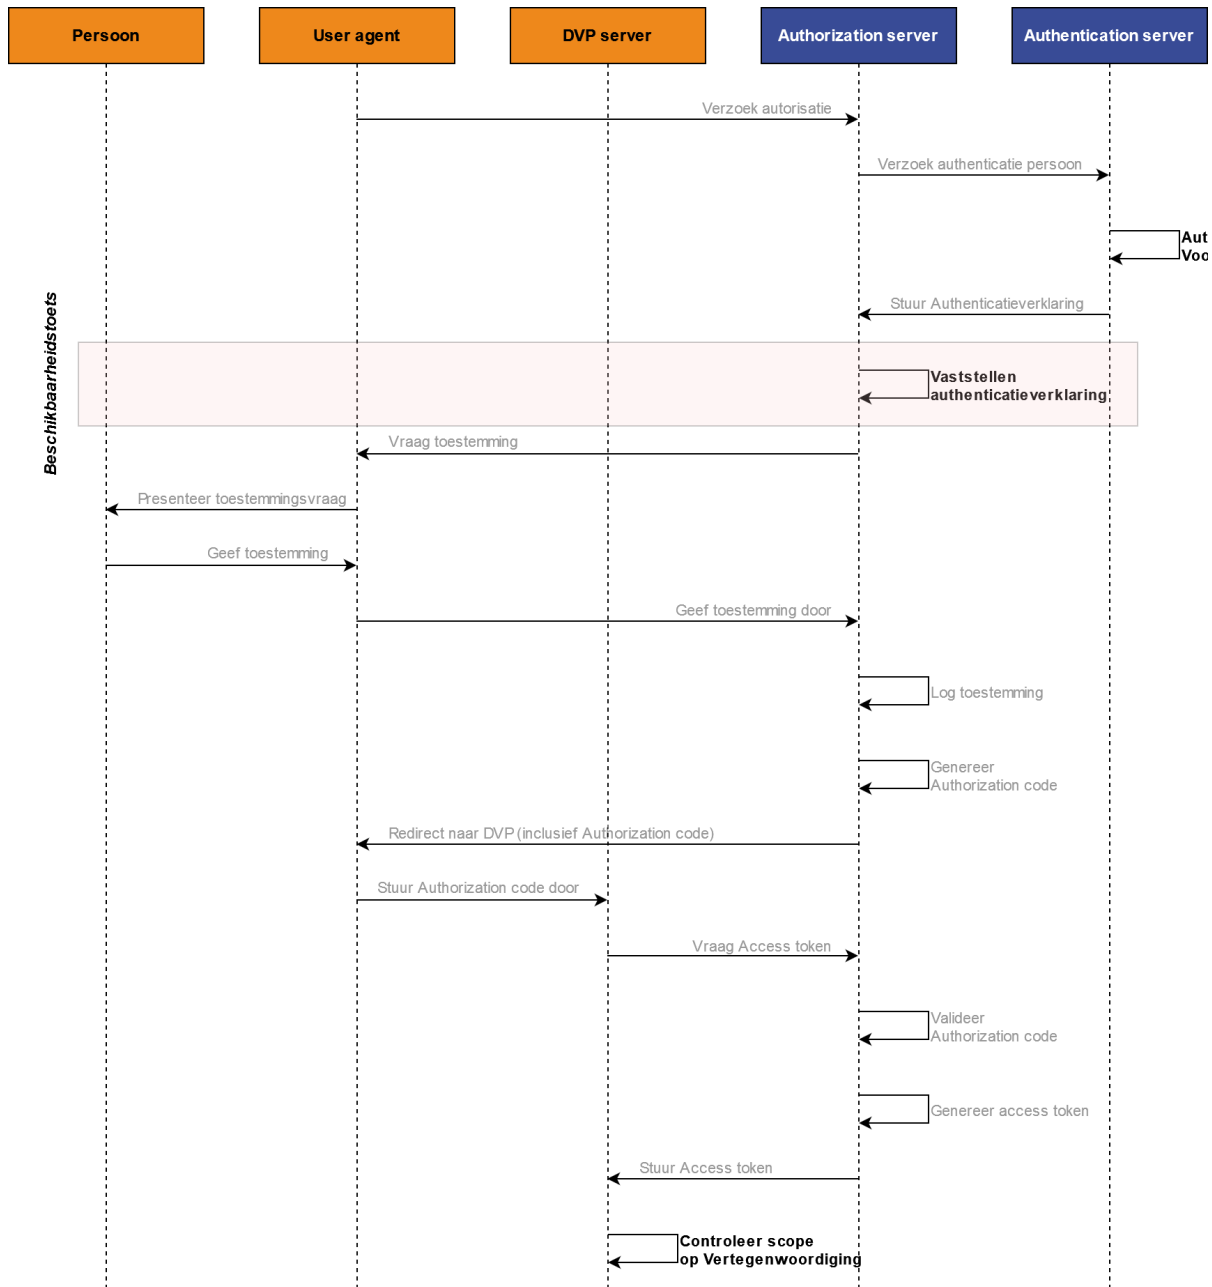 Persoon
User agent
DVP server
Authorization server
Authentication server
Verzoek autorisatie
Verzoek authenticatie persoon
Stuur Authenticatieverklaring
Beschikbaarheidstoets
Vaststellen
authenticatieverklaring
Vraag toestemming
Presenteer toestemmingsvraag
Geef toestemming
Geef toestemming door
Log toestemming
Genereer
Authorization code
Redirect naar DVP (inclusief Authorization code)
Stuur Authorization code door
Vraag Access token
Valideer
Authorization code
Genereer access token
Stuur Access token
Controleer scope
op Vertegenwoordiging